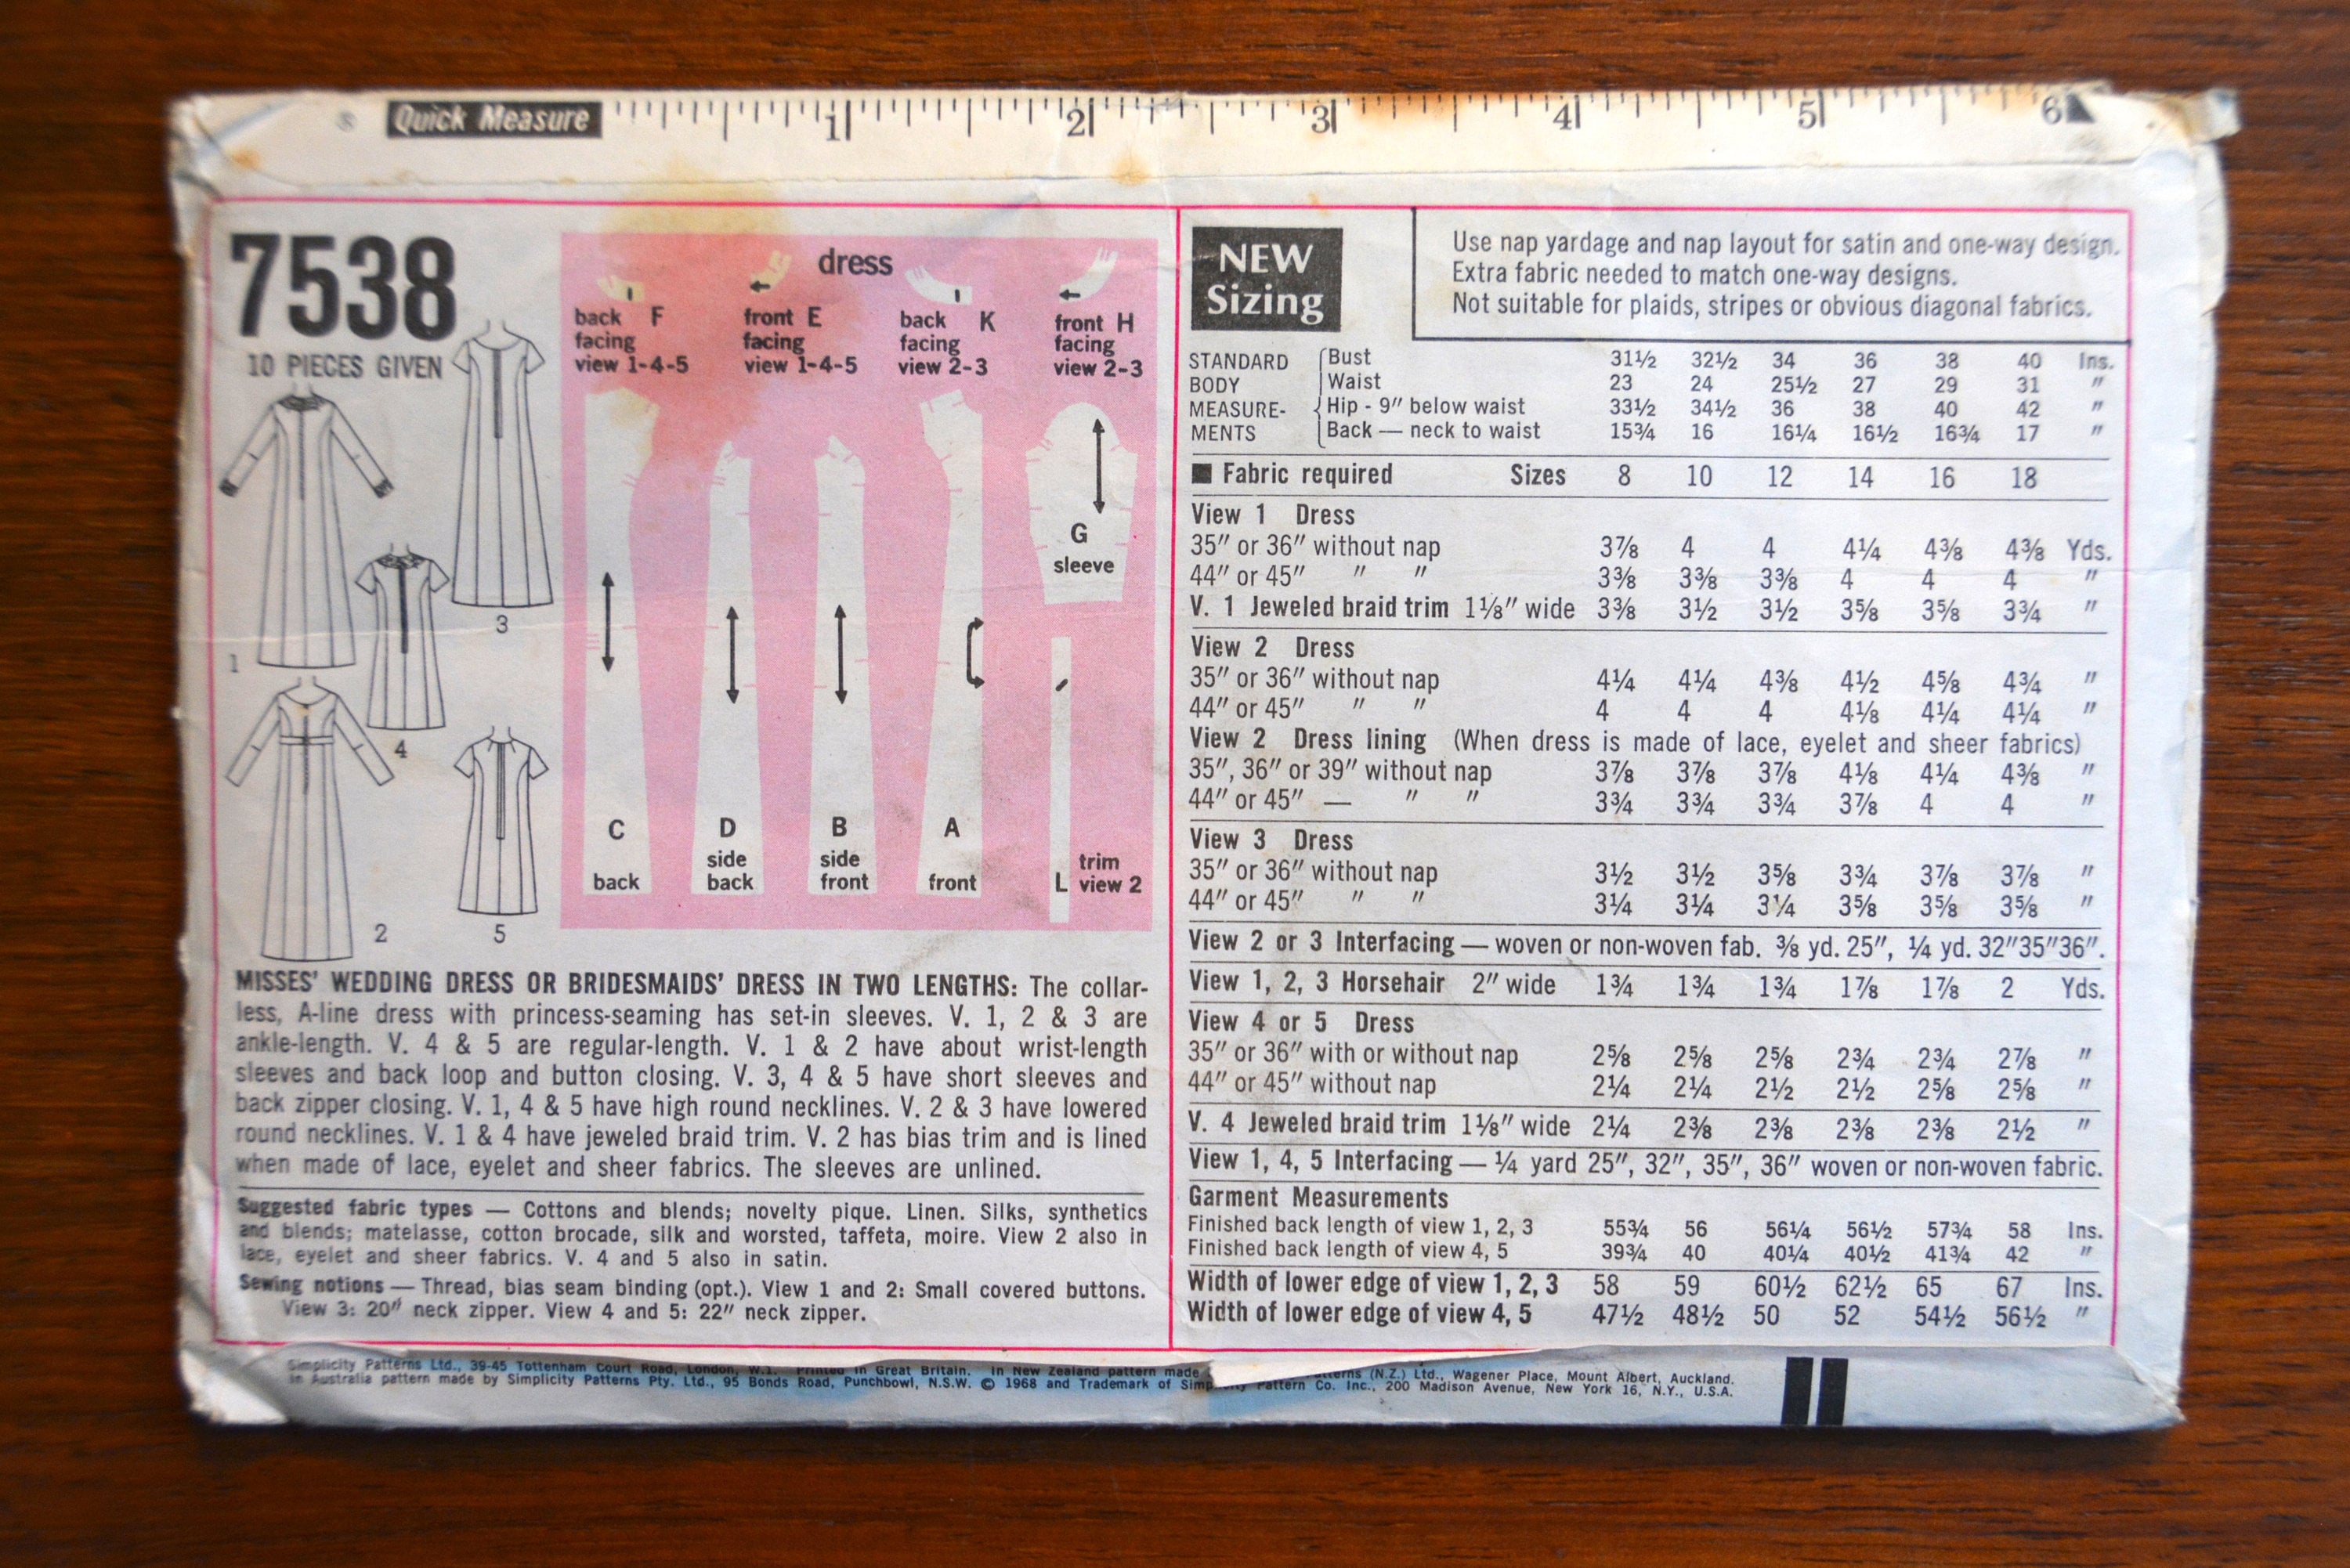 Quick Measure 1 2 3 4 5 6
7538
10 PIECES GIVEN
1
3
4
2
5
dress
back F
facing
view 1-4-5
front E
facing
view 1-4-5
back K
facing
view 2-3
front H
facing
view 2-3
G
sleeve
C
back
D
side
back
B
side
front
A
front
L trim
view 2
MISSES' WEDDING DRESS OR BRIDESMAIDS' DRESS IN TWO LENGTHS: The collar-
less, A-line dress with princess-seaming has set-in sleeves. V. 1, 2 & 3 are
ankle-length. V. 4 & 5 are regular-length. V. 1 & 2 have about wrist-length
sleeves and back loop and button closing. V. 3, 4 & 5 have short sleeves and
back zipper closing. V. 1, 4 & 5 have high round necklines. V. 2 & 3 have lowered
round necklines. V. 1 & 4 have jeweled braid trim. V. 2 has bias trim and is lined
when made of lace, eyelet and sheer fabrics. The sleeves are unlined.
Suggested fabric types — Cottons and blends; novelty pique. Linen. Silks, synthetics
and blends; matelasse, cotton brocade, silk and worsted, taffeta, moire. View 2 also in
lace, eyelet and sheer fabrics. V. 4 and 5 also in satin.
Sewing notions — Thread, bias seam binding (opt.). View 1 and 2: Small covered buttons.
View 3: 20" neck zipper. View 4 and 5: 22" neck zipper.
NEW
Sizing
Use nap yardage and nap layout for satin and one-way design.
Extra fabric needed to match one-way designs.
Not suitable for plaids, stripes or obvious diagonal fabrics.
STANDARD Bust 31½ 32½ 34 36 38 40 Ins.
BODY Waist 23 24 25½ 27 29 31 "
MEASURE- Hip - 9" below waist 33½ 34½ 36 38 40 42 "
MENTS Back — neck to waist 15¾ 16 16¼ 16½ 16¾ 17 "
■ Fabric required Sizes 8 10 12 14 16 18
View 1 Dress
35" or 36" without nap 3⅞ 4 4 4¼ 4⅜ 4⅜ Yds.
44" or 45" " " 3⅜ 3⅜ 3⅜ 4 4 4 "
V. 1 Jeweled braid trim 1⅛" wide 3⅜ 3½ 3½ 3⅝ 3⅝ 3¾ "
View 2 Dress
35" or 36" without nap 4¼ 4¼ 4⅜ 4½ 4⅝ 4¾ "
44" or 45" " " 4 4 4 4⅛ 4¼ 4¼ "
View 2 Dress lining (When dress is made of lace, eyelet and sheer fabrics)
35", 36" or 39" without nap 3⅞ 3⅞ 3⅞ 4⅛ 4¼ 4⅜ "
44" or 45" — " " 3¾ 3¾ 3¾ 3⅞ 4 4 "
View 3 Dress
35" or 36" without nap 3½ 3½ 3⅝ 3¾ 3⅞ 3⅞ "
44" or 45" " " 3¼ 3¼ 3¼ 3⅝ 3⅝ 3⅝ "
View 2 or 3 Interfacing — woven or non-woven fab. ⅜ yd. 25", ¼ yd. 32"35"36".
View 1, 2, 3 Horsehair 2" wide 1¾ 1¾ 1¾ 1⅞ 1⅞ 2 Yds.
View 4 or 5 Dress
35" or 36" with or without nap 2⅝ 2⅝ 2⅝ 2¾ 2¾ 2⅞ "
44" or 45" without nap 2¼ 2¼ 2½ 2½ 2⅝ 2⅝ "
V. 4 Jeweled braid trim 1⅛" wide 2¼ 2⅜ 2⅜ 2⅜ 2⅜ 2½ "
View 1, 4, 5 Interfacing — ¼ yard 25", 32", 35", 36" woven or non-woven fabric.
Garment Measurements
Finished back length of view 1, 2, 3 55¾ 56 56¼ 56½ 57¾ 58 Ins.
Finished back length of view 4, 5 39¾ 40 40¼ 40½ 41¾ 42 "
Width of lower edge of view 1, 2, 3 58 59 60½ 62½ 65 67 Ins.
Width of lower edge of view 4, 5 47½ 48½ 50 52 54½ 56½ "
Simplicity Patterns Ltd., 39-45 Tottenham Court Road, London, W.1. Printed in Great Britain. In New Zealand pattern made (N.Z.) Ltd., Wagener Place, Mount Albert, Auckland.
In Australia pattern made by Simplicity Patterns Pty. Ltd., 95 Bonds Road, Punchbowl, N.S.W. © 1968 and Trademark of Pattern Co. Inc., 200 Madison Avenue, New York 16, N.Y., U.S.A.